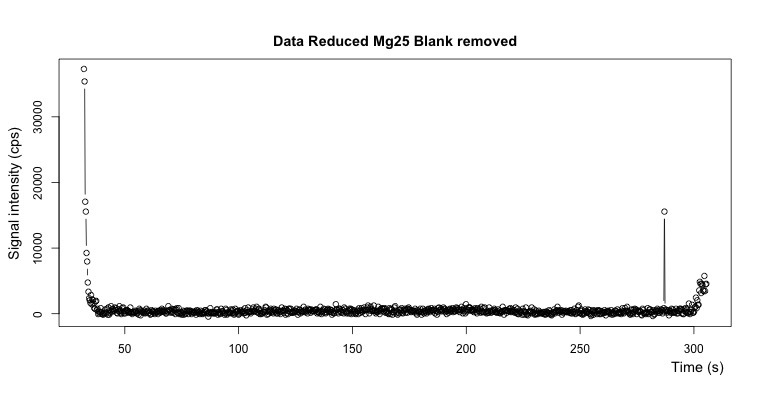 Data Reduced Mg25 Blank removed
Signal intensity (cps)
30000
20000
10000
0
50 100 150 200 250 300
Time (s)